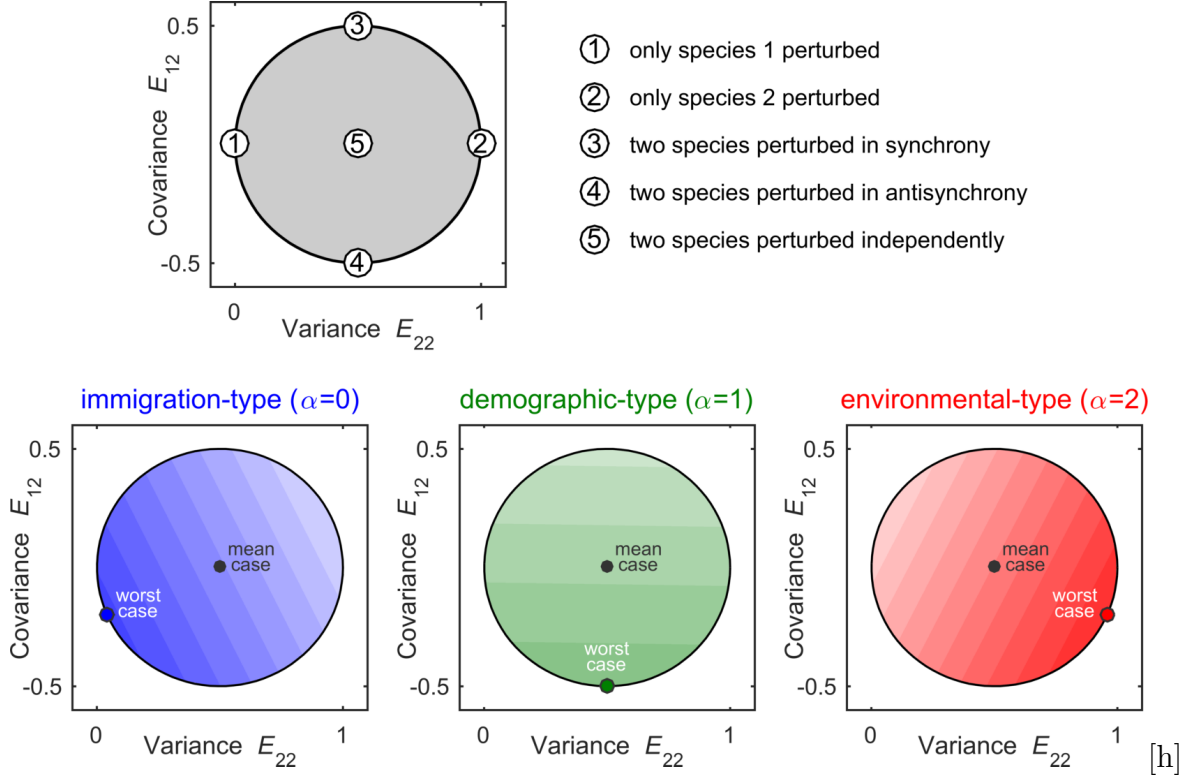 0.5
Covariance E12
-0.5
0
1
Variance E22
3
1
5
2
4
1 only species 1 perturbed
2 only species 2 perturbed
3 two species perturbed in synchrony
4 two species perturbed in antisynchrony
5 two species perturbed independently
immigration-type (α=0)
0.5
Covariance E12
-0.5
mean
case
worst
case
0
1
Variance E22
demographic-type (α=1)
0.5
Covariance E12
-0.5
mean
case
worst
case
0
1
Variance E22
environmental-type (α=2)
0.5
Covariance E12
-0.5
mean
case
worst
case
0
1
Variance E22
[h]